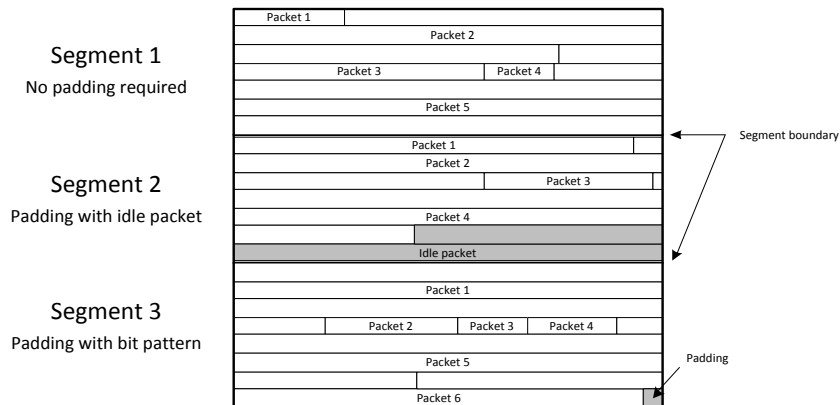 Packet 1
Packet 2
Segment 1
No padding required
Packet 3 Packet 4
Packet 5
Segment boundary
Packet 1
Packet 2
Segment 2
Padding with idle packet
Packet 3
Packet 4
Idle packet
Segment 3
Padding with bit pattern
Packet 1
Packet 2 Packet 3 Packet 4
Packet 5
Padding
Packet 6